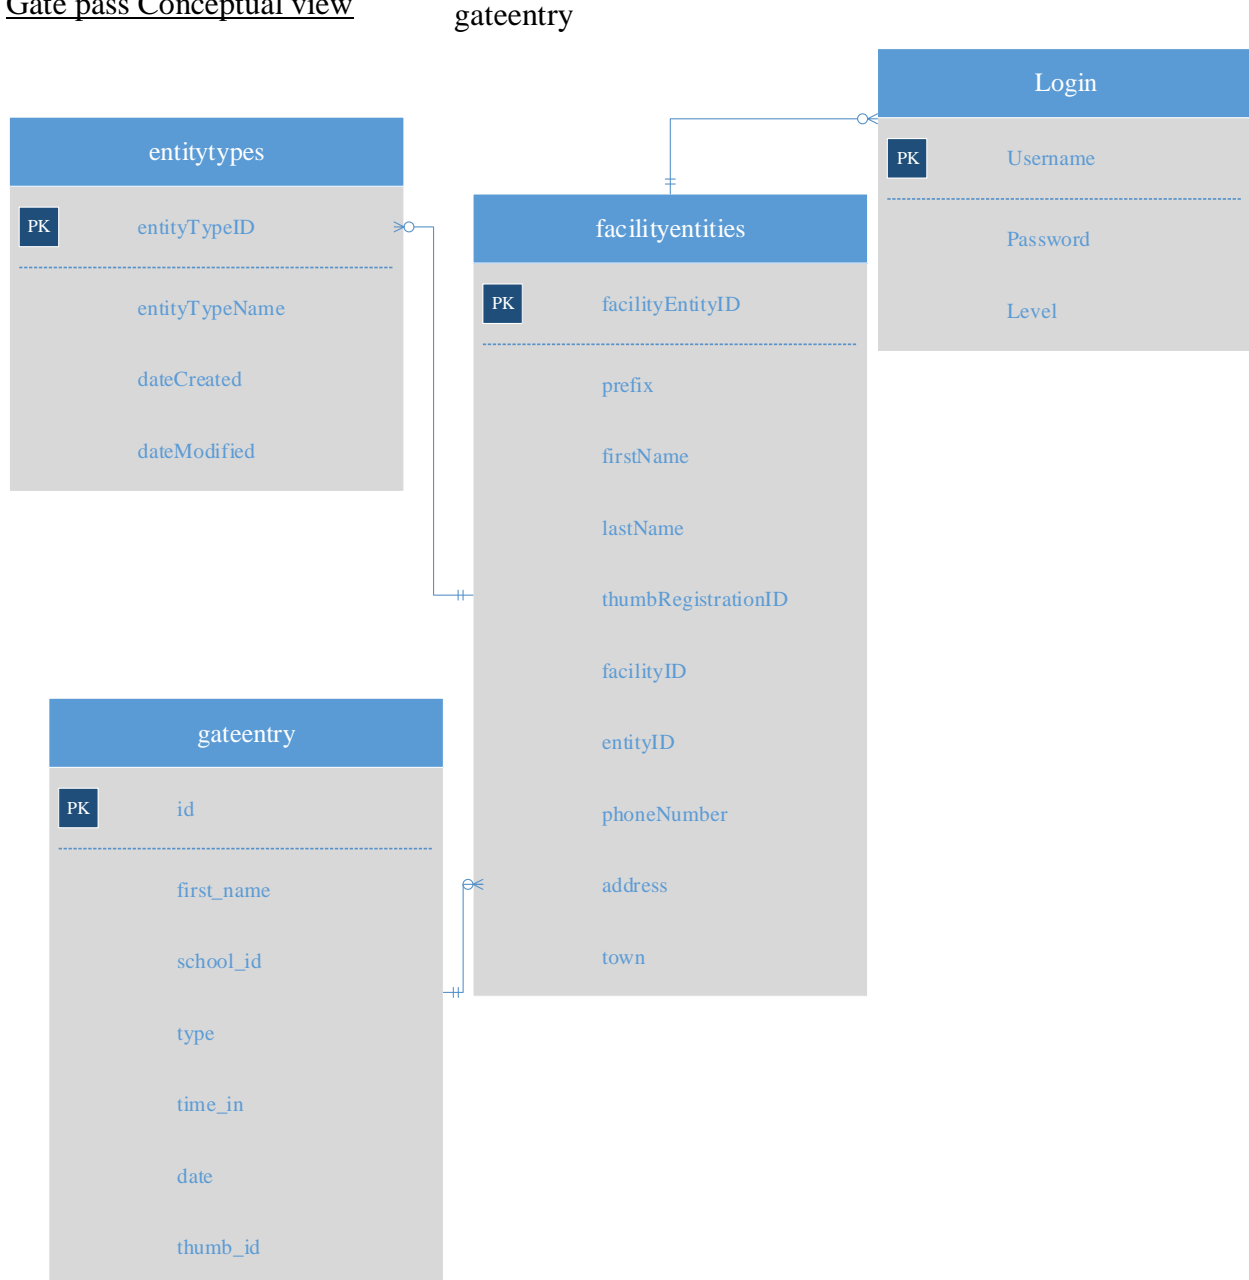 Gate pass Conceptual view
gateentry
Login
PK Username
Password
Level
entitytypes
PK entityTypeID
entityTypeName
dateCreated
dateModified
facilityentities
PK facilityEntityID
prefix
firstName
lastName
thumbRegistrationID
facilityID
entityID
phoneNumber
address
town
gateentry
PK id
first_name
school_id
type
time_in
date
thumb_id